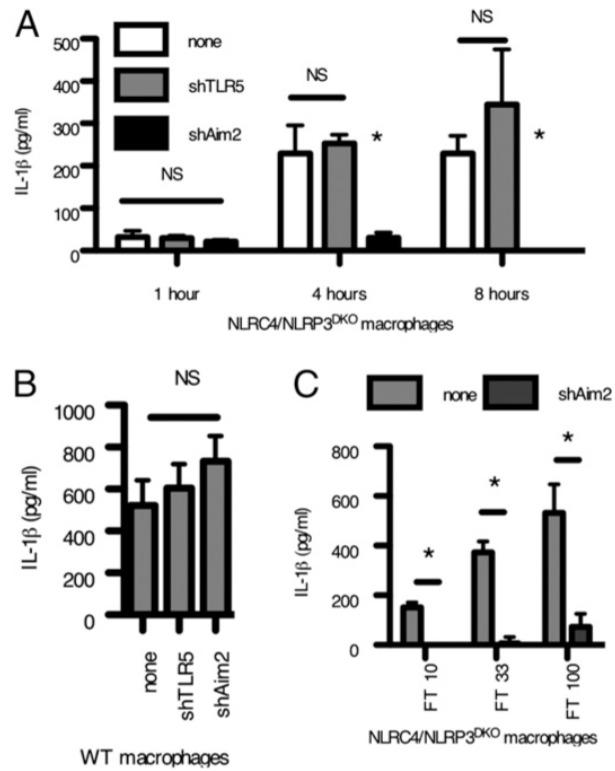 A
500
400
300
200
100
0
IL-1β (pg/ml)
none
shTLR5
shAim2
NS
NS
*
NS
*
1 hour
4 hours
8 hours
NLRC4/NLRP3DKO macrophages
B
NS
1000
800
600
400
200
0
IL-1β (pg/ml)
none
shTLR5
shAim2
WT macrophages
C
none
shAim2
800
600
400
200
0
IL-1β (pg/ml)
*
*
*
FT 10
FT 33
FT 100
NLRC4/NLRP3DKO macrophages